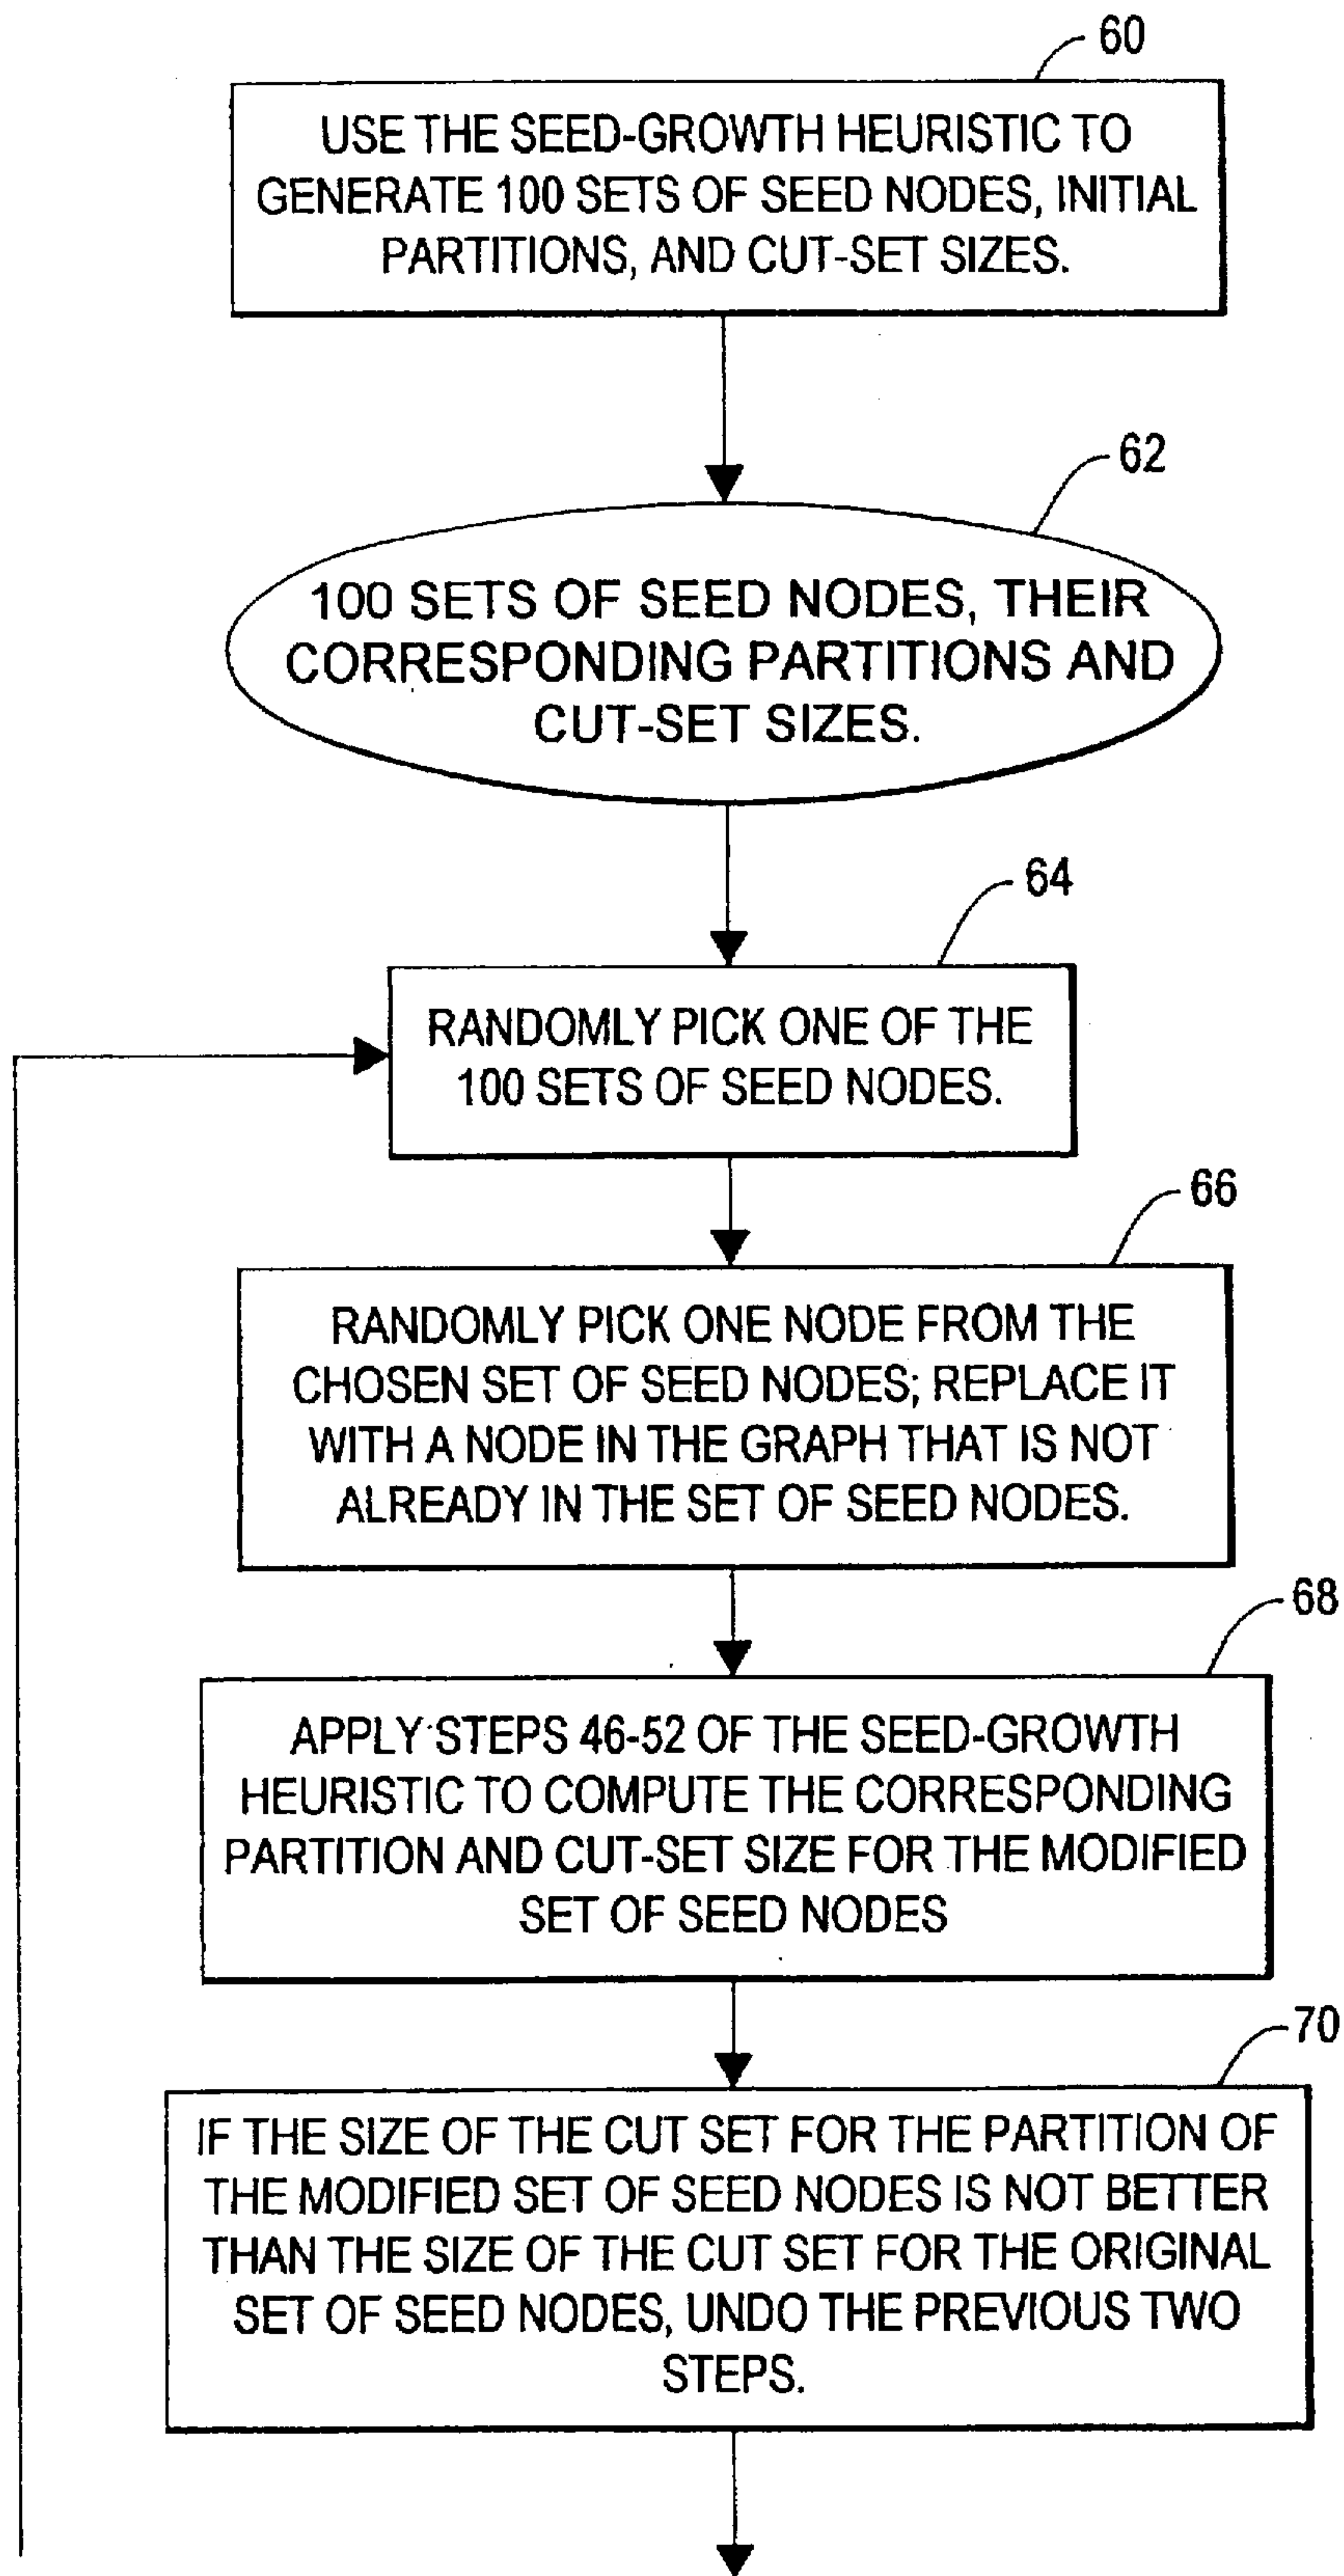 60
USE THE SEED-GROWTH HEURISTIC TO
GENERATE 100 SETS OF SEED NODES, INITIAL
PARTITIONS, AND CUT-SET SIZES.
62
100 SETS OF SEED NODES, THEIR
CORRESPONDING PARTITIONS AND
CUT-SET SIZES.
64
RANDOMLY PICK ONE OF THE
100 SETS OF SEED NODES.
66
RANDOMLY PICK ONE NODE FROM THE
CHOSEN SET OF SEED NODES; REPLACE IT
WITH A NODE IN THE GRAPH THAT IS NOT
ALREADY IN THE SET OF SEED NODES.
68
APPLY STEPS 46-52 OF THE SEED-GROWTH
HEURISTIC TO COMPUTE THE CORRESPONDING
PARTITION AND CUT-SET SIZE FOR THE MODIFIED
SET OF SEED NODES
70
IF THE SIZE OF THE CUT SET FOR THE PARTITION OF
THE MODIFIED SET OF SEED NODES IS NOT BETTER
THAN THE SIZE OF THE CUT SET FOR THE ORIGINAL
SET OF SEED NODES, UNDO THE PREVIOUS TWO
STEPS.